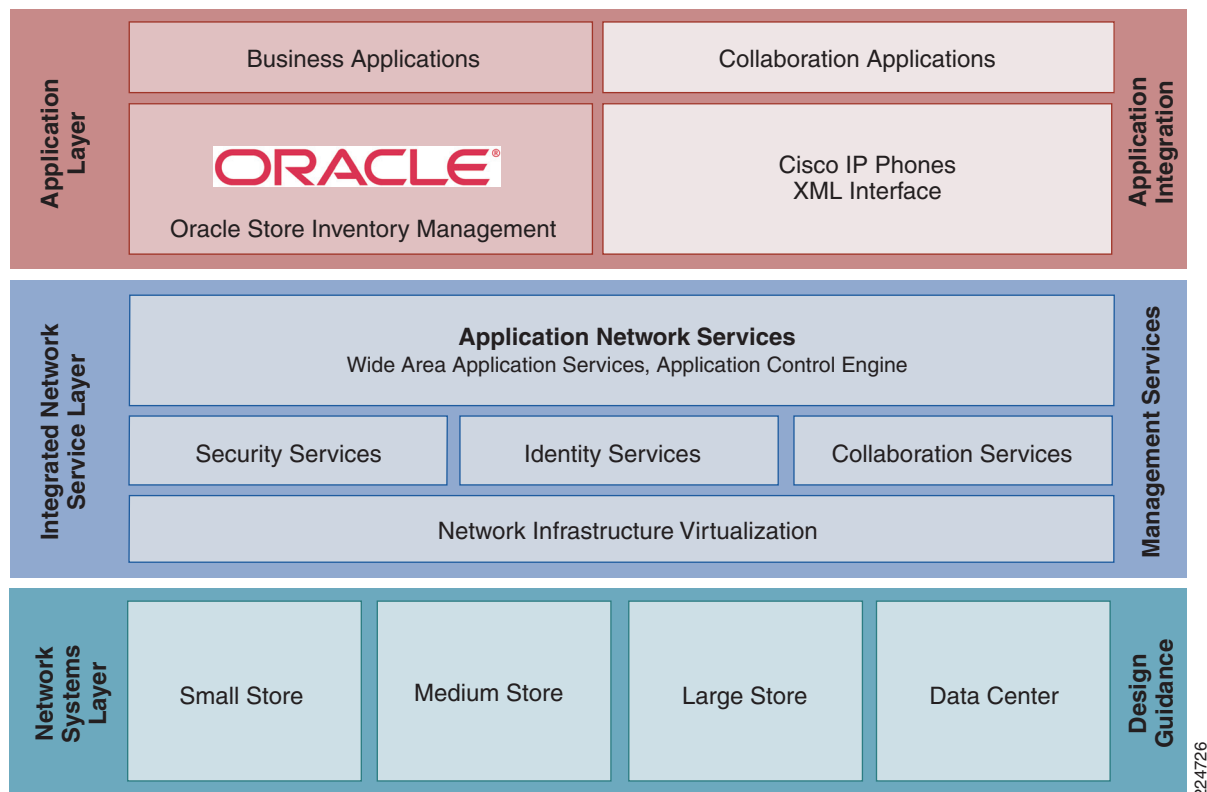 Application
Layer
Business Applications
Collaboration Applications
ORACLE®
Oracle Store Inventory Management
Cisco IP Phones
XML Interface
Application
Integration
Integrated Network
Service Layer
Application Network Services
Wide Area Application Services, Application Control Engine
Security Services
Identity Services
Collaboration Services
Network Infrastructure Virtualization
Management Services
Network
Systems
Layer
Small Store
Medium Store
Large Store
Data Center
Design
Guidance
224726